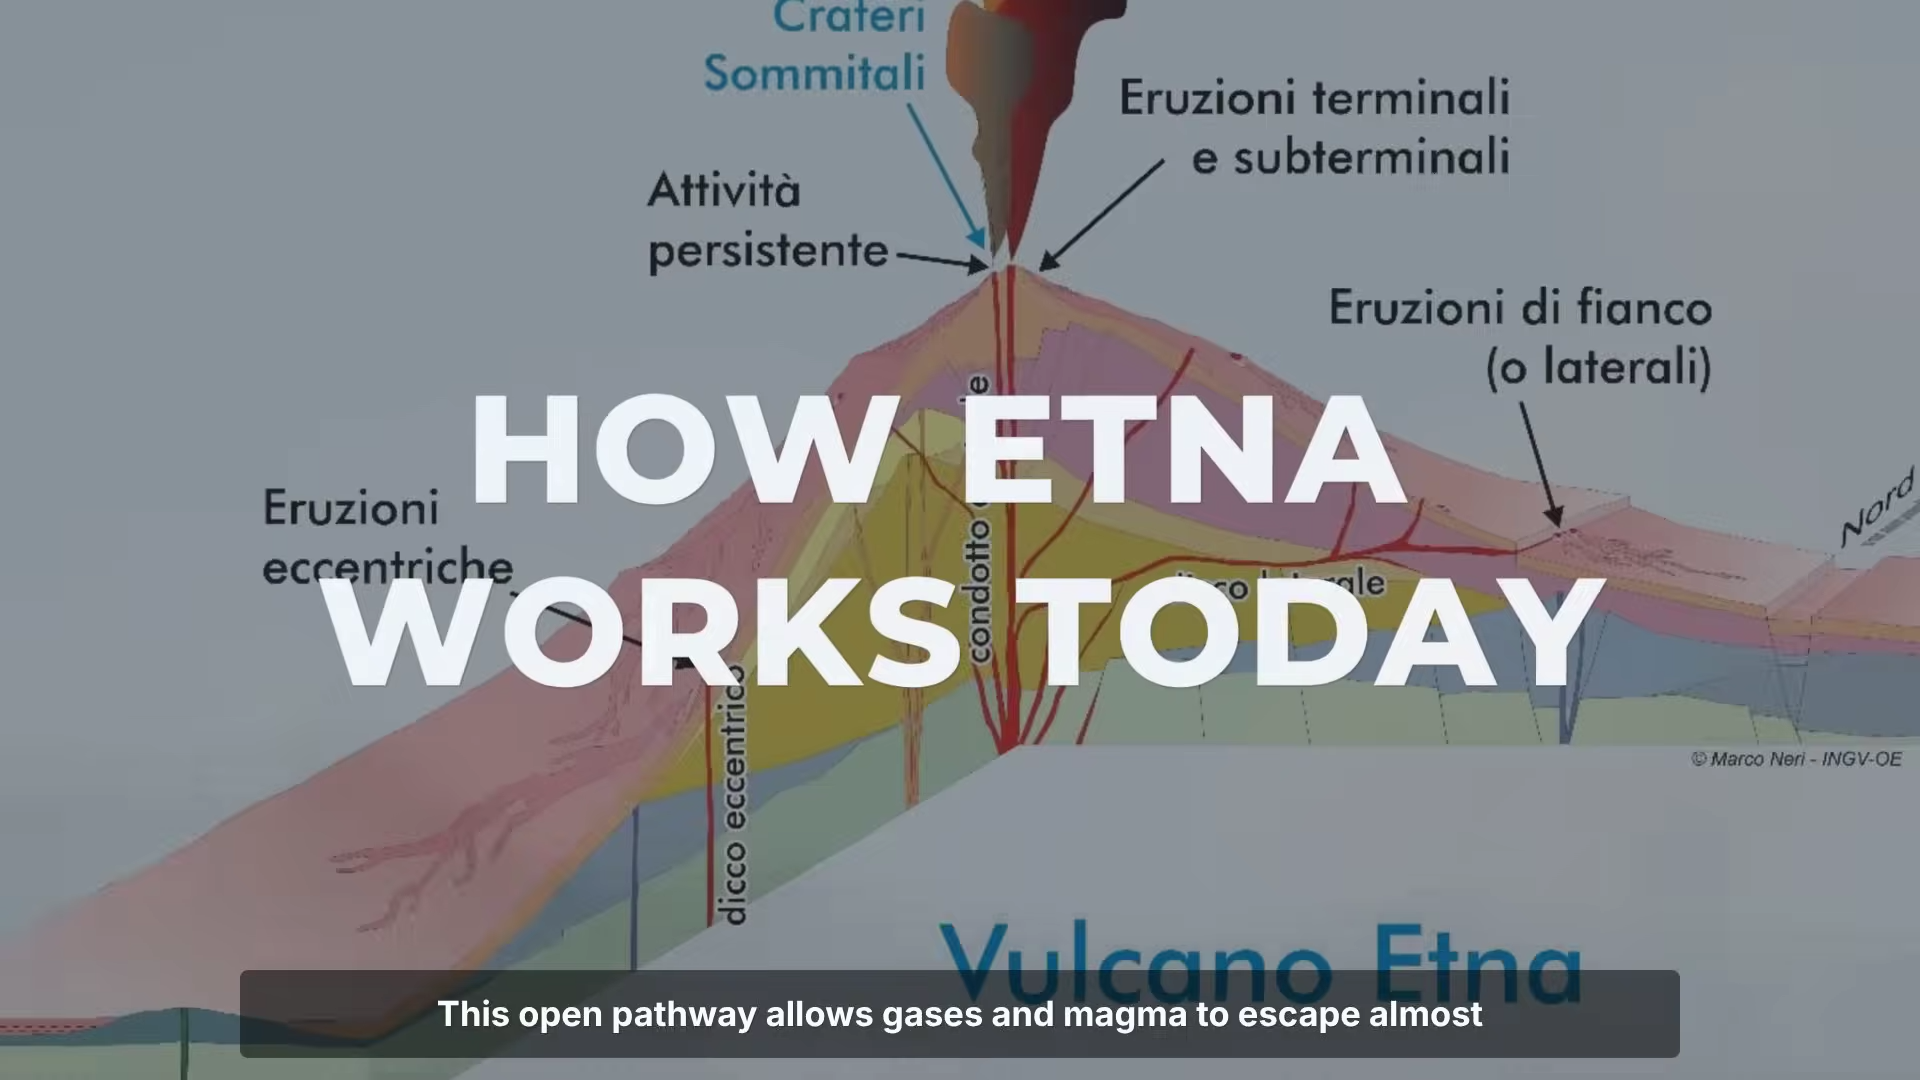 Crateri
Sommitali
Eruzioni terminali
e subterminali
Attività
persistente
Eruzioni di fianco
(o laterali)
Nord
HOW ETNA
WORKS TODAY
Eruzioni
eccentriche
condotto
dicco eccentrico
© Marco Neri - INGV-OE
Vulcano Etna
This open pathway allows gases and magma to escape almost